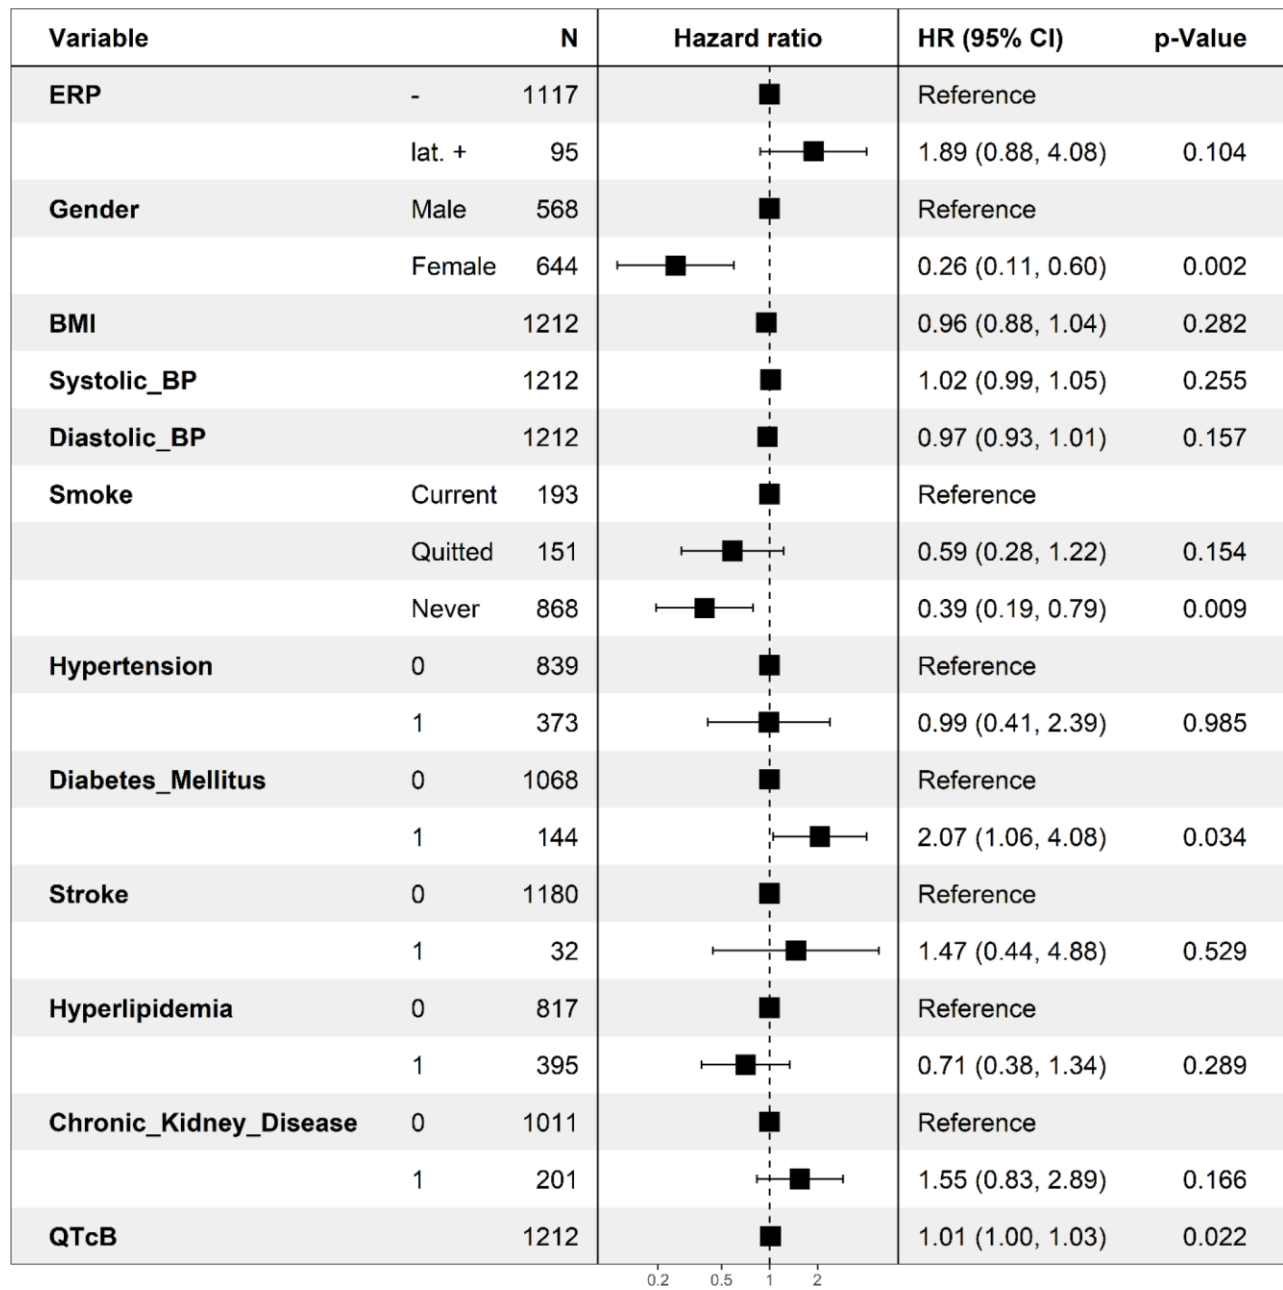 Variable N Hazard ratio HR (95% CI) p-Value
ERP - 1117 Reference
lat. + 95 1.89 (0.88, 4.08) 0.104
Gender Male 568 Reference
Female 644 0.26 (0.11, 0.60) 0.002
BMI 1212 0.96 (0.88, 1.04) 0.282
Systolic_BP 1212 1.02 (0.99, 1.05) 0.255
Diastolic_BP 1212 0.97 (0.93, 1.01) 0.157
Smoke Current 193 Reference
Quitted 151 0.59 (0.28, 1.22) 0.154
Never 868 0.39 (0.19, 0.79) 0.009
Hypertension 0 839 Reference
1 373 0.99 (0.41, 2.39) 0.985
Diabetes_Mellitus 0 1068 Reference
1 144 2.07 (1.06, 4.08) 0.034
Stroke 0 1180 Reference
1 32 1.47 (0.44, 4.88) 0.529
Hyperlipidemia 0 817 Reference
1 395 0.71 (0.38, 1.34) 0.289
Chronic_Kidney_Disease 0 1011 Reference
1 201 1.55 (0.83, 2.89) 0.166
QTcB 1212 1.01 (1.00, 1.03) 0.022
0.2 0.5 1 2